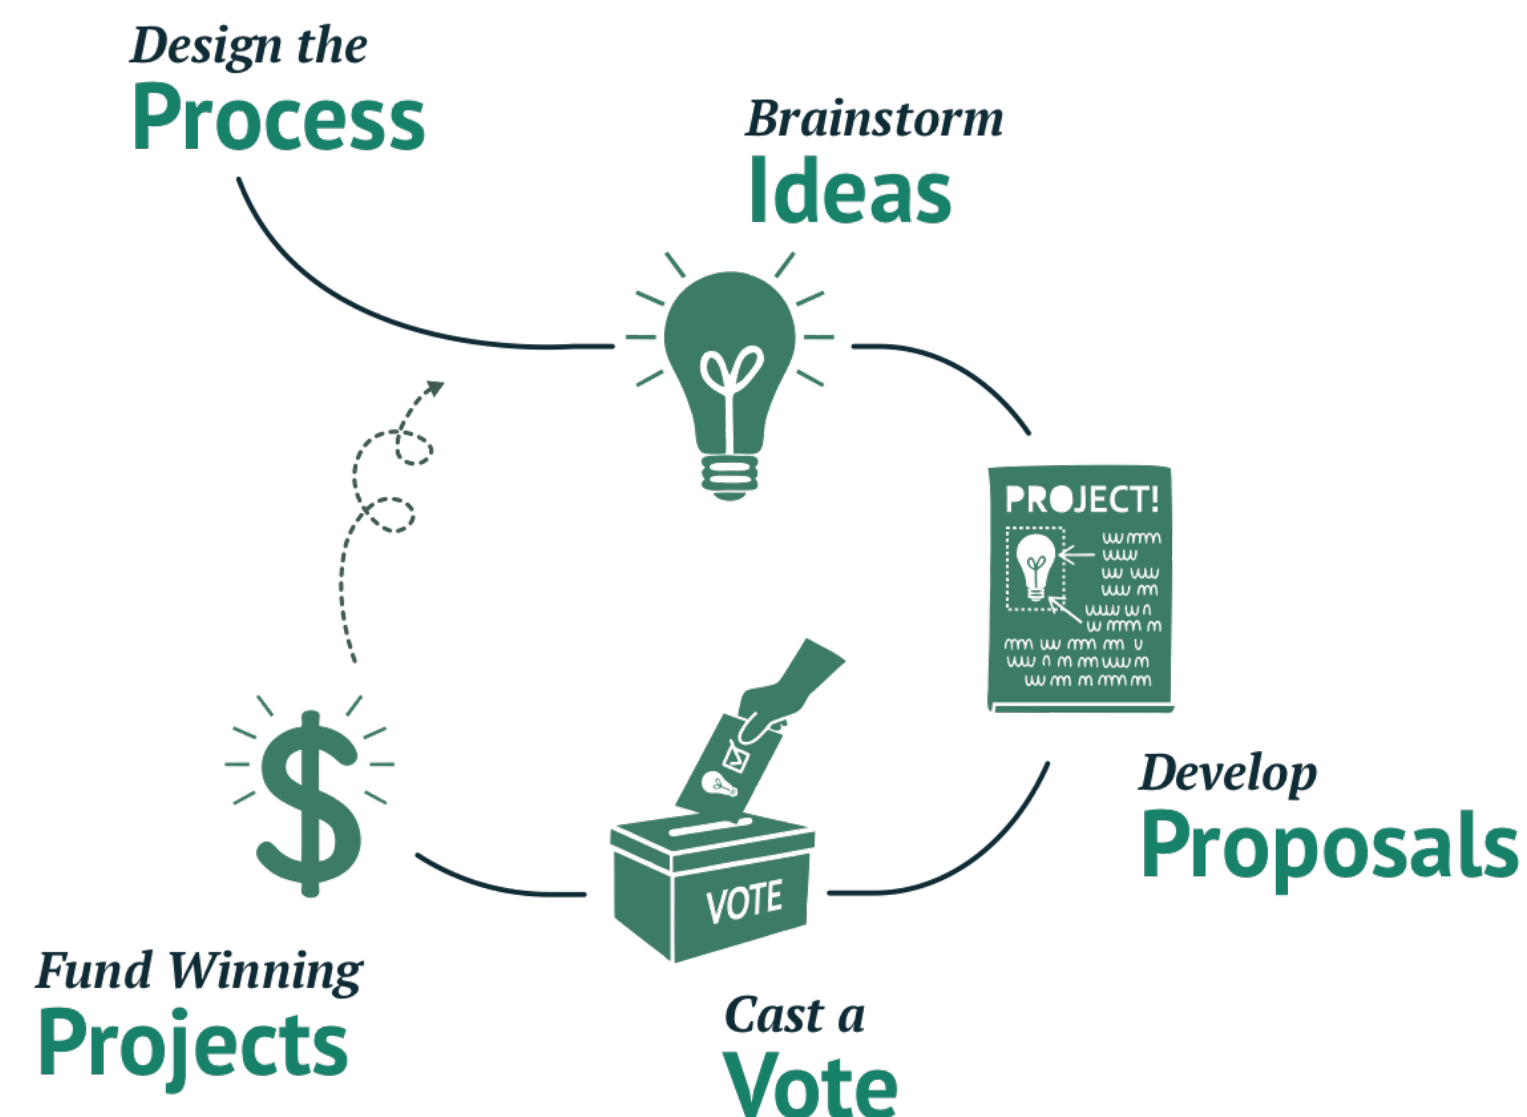 Design the
Process
Brainstorm
Ideas
PROJECT!
Develop
Proposals
VOTE
Cast a
Vote
Fund Winning
Projects